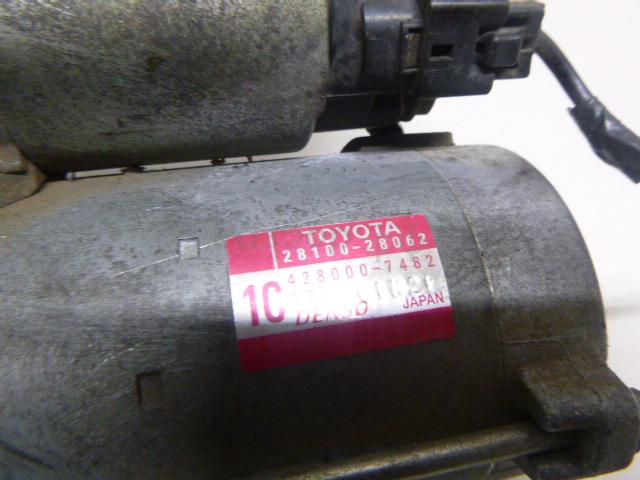 TOYOTA
28100-28062
428000-7482
1C
DENSO JAPAN